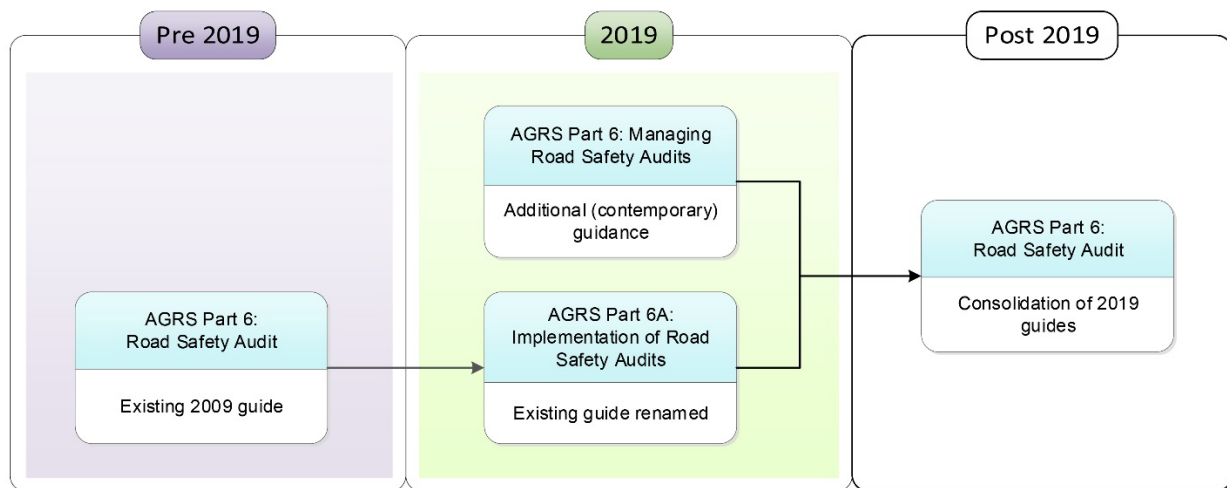 Pre 2019
2019
Post 2019
AGRS Part 6: Managing
Road Safety Audits
Additional (contemporary)
guidance
AGRS Part 6:
Road Safety Audit
Existing 2009 guide
AGRS Part 6A:
Implementation of Road
Safety Audits
Existing guide renamed
AGRS Part 6:
Road Safety Audit
Consolidation of 2019
guides